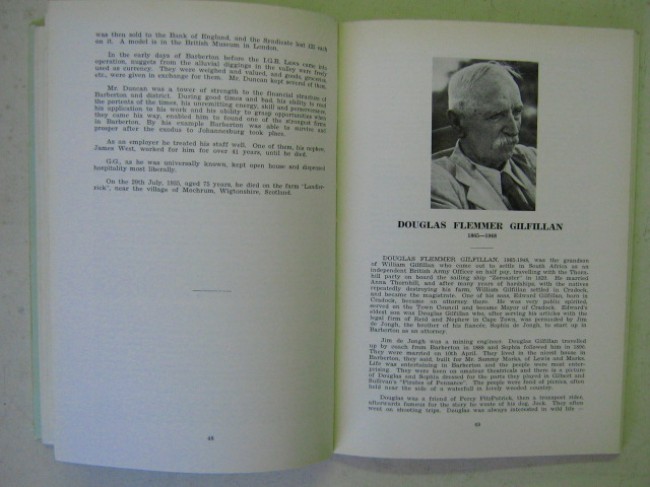 was then sold to the Bank of England, and the Syndicate lost £11 each
on it. A model is in the British Museum in London.
In the early days of Barberton before the I.G.B. Laws came into
operation, nuggets from the alluvial diggings in the valley were freely
used as currency. They were weighed and valued, and goods, groceries,
etc., were given in exchange for them. Mr. Duncan kept several of them.
Mr. Duncan was a tower of strength to the financial structure of
Barberton and district. During good times and bad, his ability to read
the portents of the times, his unremitting energy, skill and perseverance,
his application to his work and his ability to grasp opportunities when
they came his way, enabled him to found one of the strongest firms
in Barberton. By his example Barberton was able to survive and
prosper after the exodus to Johannesburg took place.
As an employer he treated his staff well. One of them, his nephew,
James West, worked for him for over 41 years, until he died.
G.G., as he was universally known, kept open house and dispensed
hospitality most liberally.
On the 20th July, 1933, aged 75 years, he died on the farm
near the village of Machrum, Wigtonshire, Scotland.
48
DOUGLAS FLEMMER GILFILLAN
1865—1948
DOUGLAS FLEMMER GILFILLAN, 1865-1948, was the grandson
of William Gilfillan who came out to settle in South Africa as an
independent British Army Officer on half pay, travelling with the Thorn-
hill party on board the sailing ship "Zoroaster" in 1820. He married
Anna Thornhill, and after many years of hardships, with the natives
repeatedly destroying his farm, William Gilfillan settled in Cradock,
and became the magistrate. One of his sons, Edward Gilfillan, born in
Cradock, became an attorney there. He was very public spirited,
served on the Town Council and became Mayor of Cradock. Edward's
eldest son was Douglas Gilfillan who, after serving his articles with the
legal firm of Reid and Nephew in Cape Town, was persuaded by Jim
de Jongh, the brother of his fiancée, Sophia de Jongh, to start up in
Barberton as an attorney.
Jim de Jongh was a mining engineer. Douglas Gilfillan travelled
up by coach from Barberton in 1889 and Sophia followed him in 1890.
They were married on 10th April. They lived in the oldest house in
Barberton, they said, built for Mr. Sammy Marks, of Lewis and Marks.
Life was entertaining in Barberton and the people were most enter-
prising. They were keen on amateur theatricals and there is a picture
of Douglas and Sophia dressed for the parts they played in Gilbert and
Sullivan's "Pirates of Penzance". The people were fond of picnics, often
held near the side of a waterfall in lovely wooded country.
Douglas was a friend of Percy FitzPatrick, then a transport rider,
afterwards famous for the story he wrote of his dog, Jock. They often
went on shooting trips. Douglas was always interested in wild life —
49